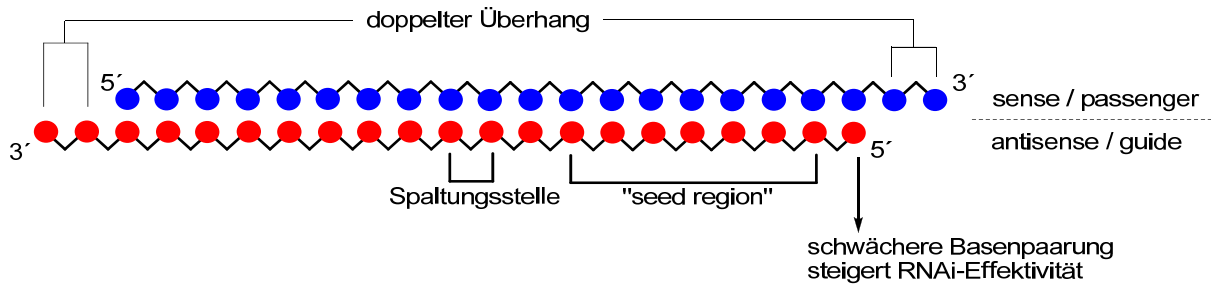 doppelter Überhang
5´
3´
sense / passenger
3´
5´
antisense / guide
Spaltungsstelle
"seed region"
schwächere Basenpaarung
steigert RNAi-Effektivität